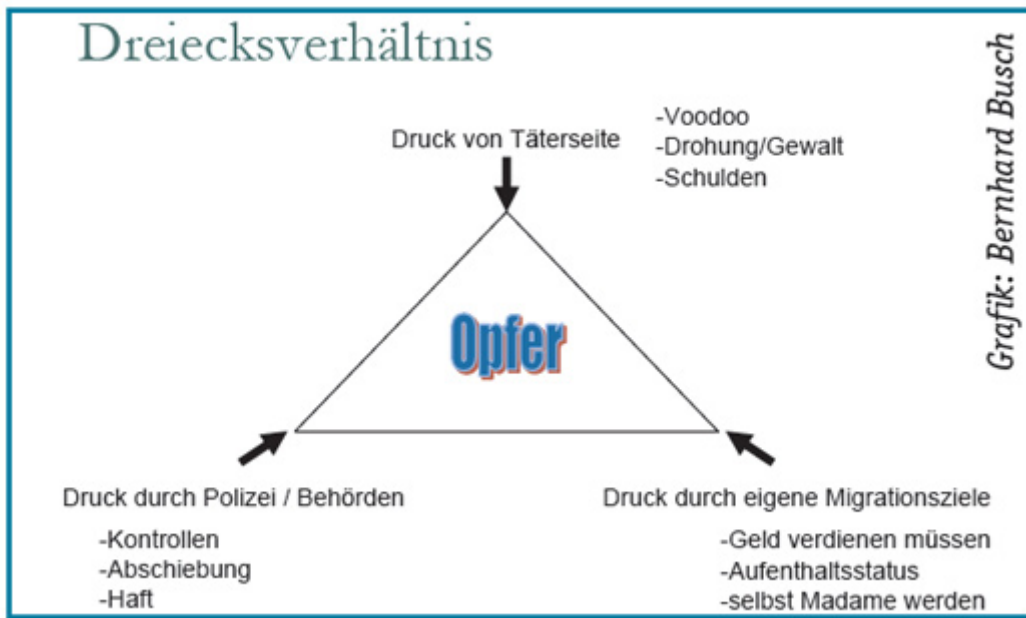 Dreiecksverhältnis
Druck von Täterseite
-Voodoo
-Drohung/Gewalt
-Schulden
Opfer
Druck durch Polizei / Behörden
-Kontrollen
-Abschiebung
-Haft
Druck durch eigene Migrationsziele
-Geld verdienen müssen
-Aufenthaltsstatus
-selbst Madame werden
Grafik: Bernhard Busch